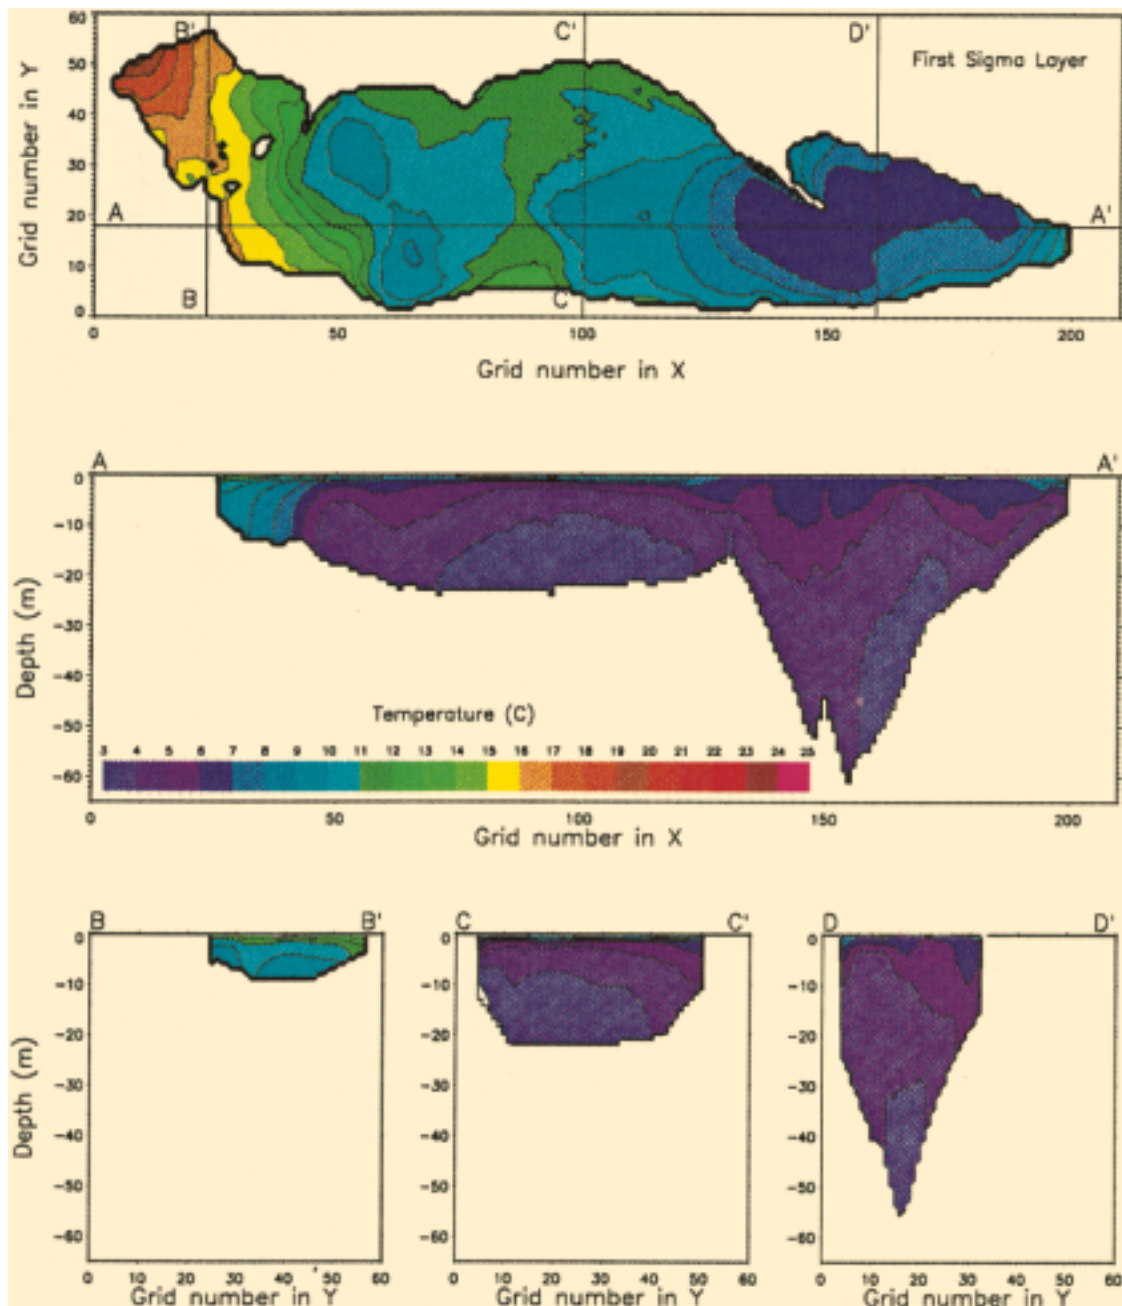 60
B'
C'
D'
First Sigma Layer
50
40
30
20
10
0
Grid number in Y
A
A'
B
C
0
50
100
150
200
Grid number in X
A
A'
0
-10
-20
-30
-40
-50
-60
Depth (m)
Temperature (C)
3 4 5 6 7 8 9 10 11 12 13 14 15 16 17 18 20 21 22 23 24 25
0
50
100
150
200
Grid number in X
B
B'
C
C'
D
D'
0
-10
-20
-30
-40
-50
-60
Depth (m)
0
-10
-20
-30
-40
-50
-60
0
-10
-20
-30
-40
-50
-60
0 10 20 30 40 50 60
0 10 20 30 40 50 60
0 10 20 30 40 50 60
Grid number in Y
Grid number in Y
Grid number in Y